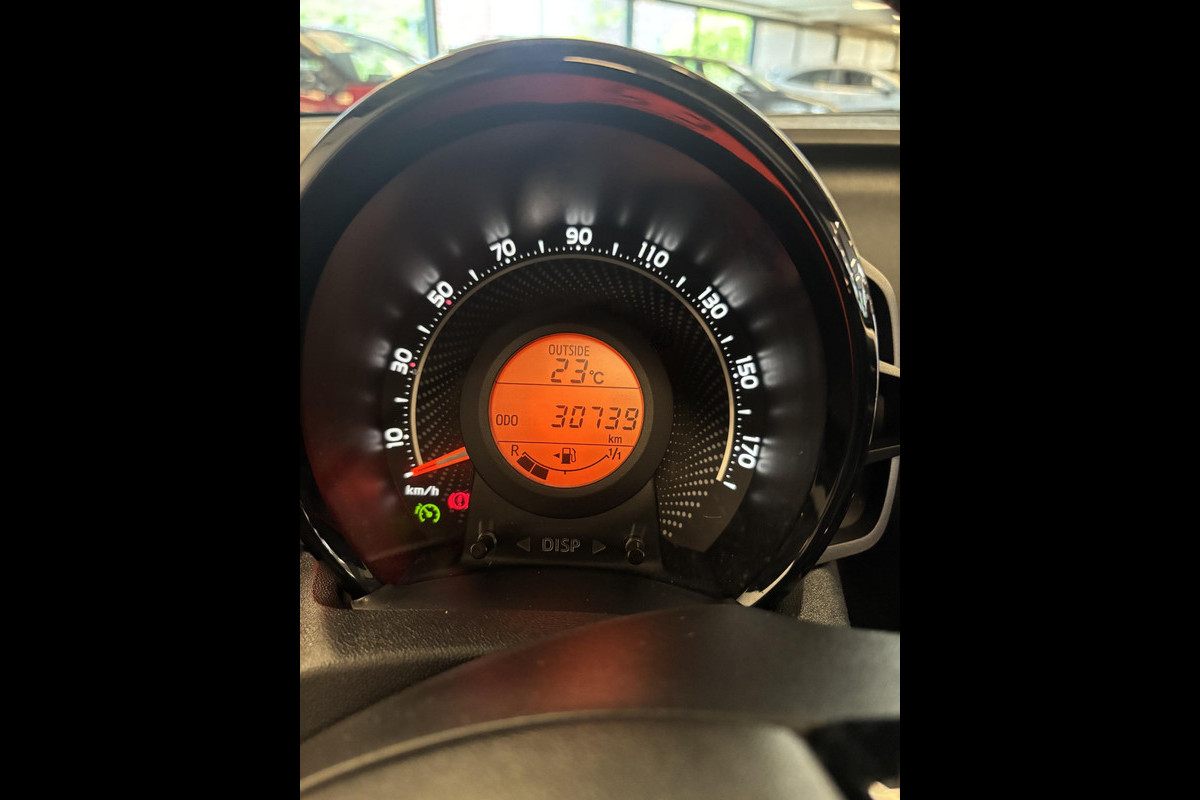 10
30
50
70
90
110
130
150
170
OUTSIDE
23°C
ODO 30739
km
R 1/1
km/h
DISP